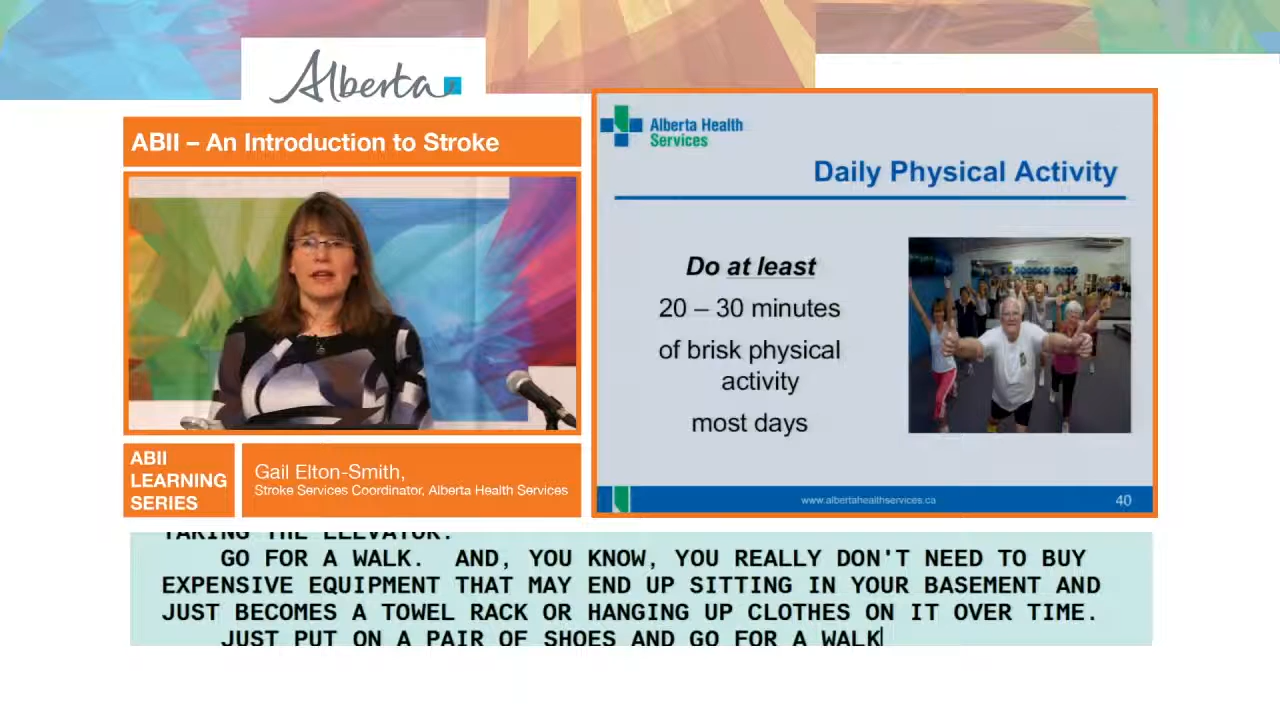 Alberta
ABII – An Introduction to Stroke
Alberta Health
Services
Daily Physical Activity
Do at least
20 – 30 minutes
of brisk physical
activity
most days
www.albertahealthservices.ca
40
ABII
LEARNING
SERIES
Gail Elton-Smith,
Stroke Services Coordinator, Alberta Health Services
TAKING THE ELEVATOR.
GO FOR A WALK. AND, YOU KNOW, YOU REALLY DON'T NEED TO BUY
EXPENSIVE EQUIPMENT THAT MAY END UP SITTING IN YOUR BASEMENT AND
JUST BECOMES A TOWEL RACK OR HANGING UP CLOTHES ON IT OVER TIME.
JUST PUT ON A PAIR OF SHOES AND GO FOR A WALK